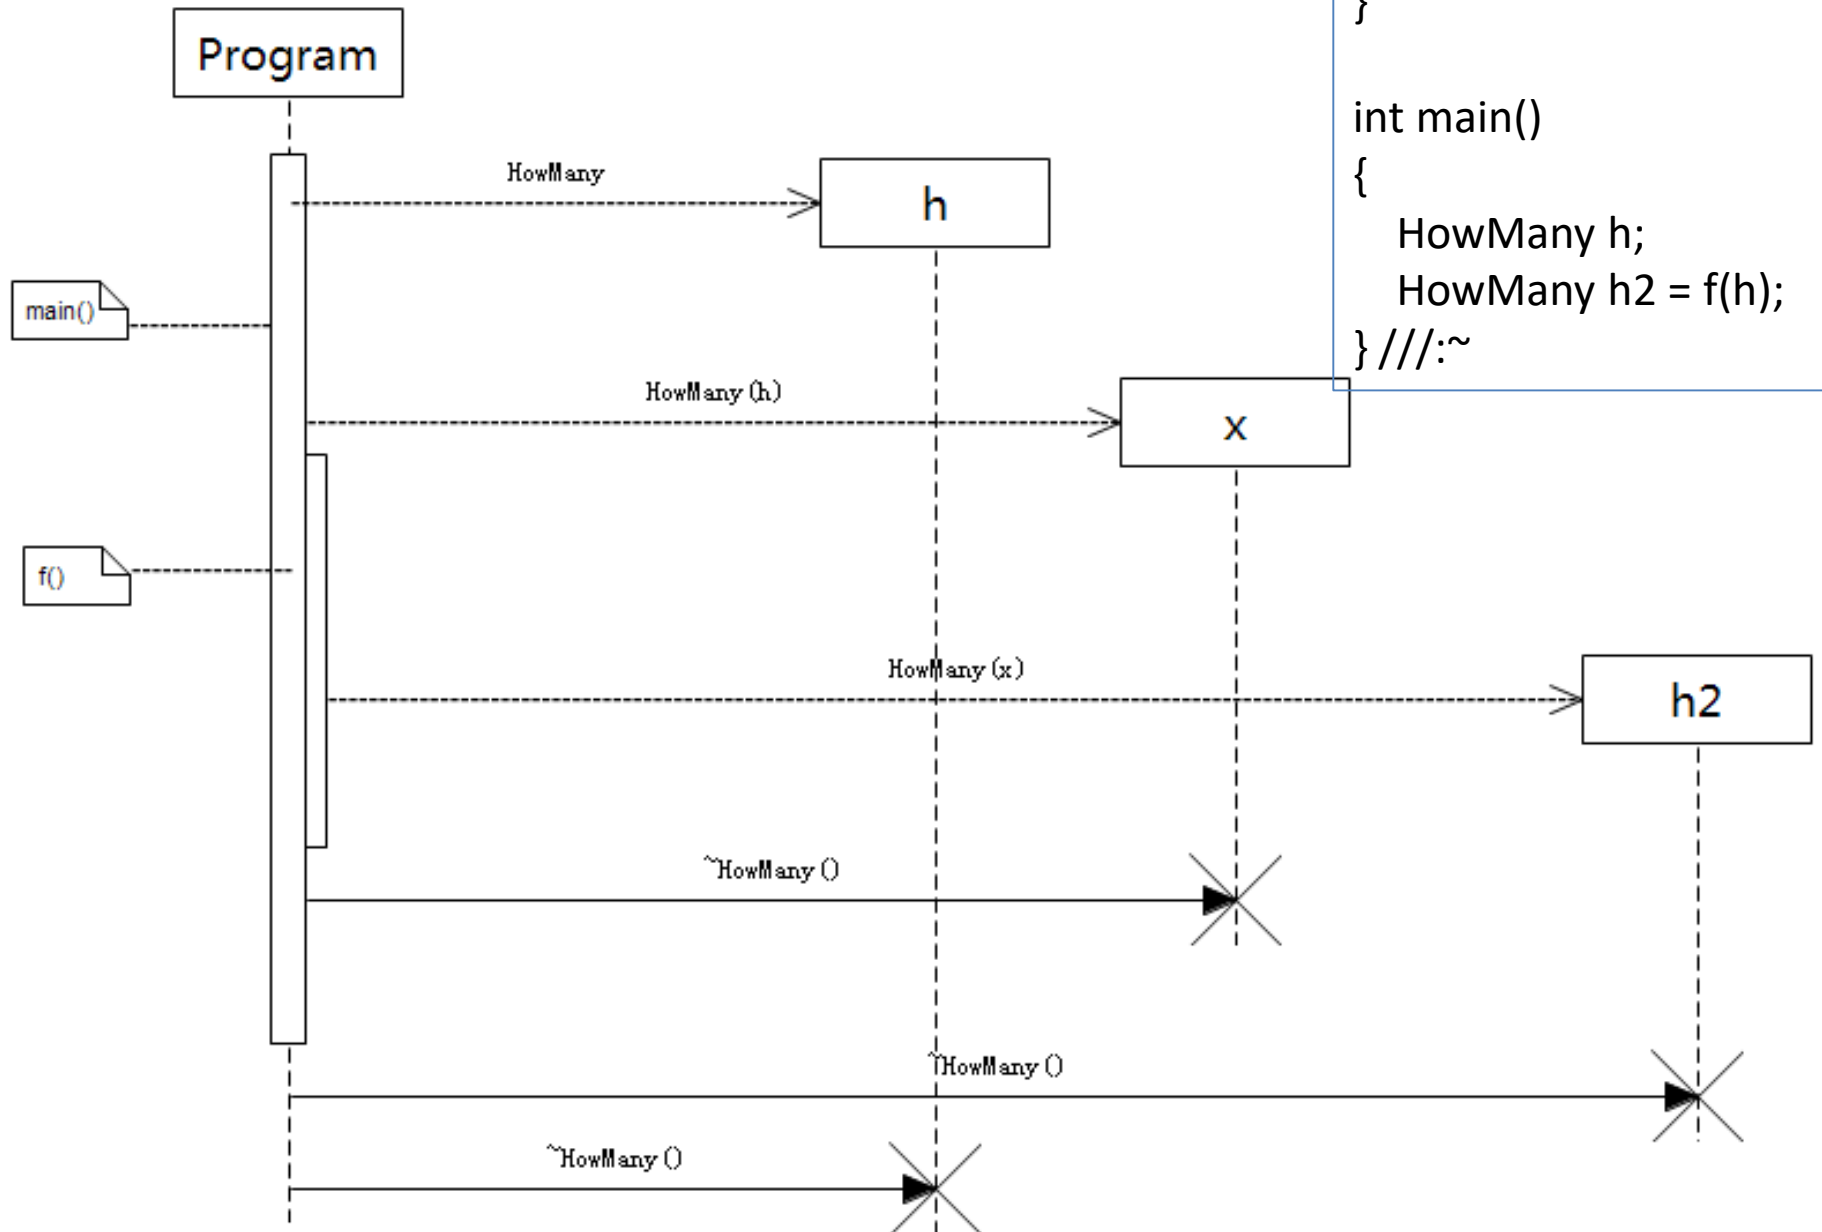 }
Program
int main()
HowMany
{
h
HowMany h;
main()
HowMany h2 = f(h);
} ///:~
HowMany(h)
x
f()
HowMany(x)
h2
~HowMany()
~HowMany()
~HowMany()